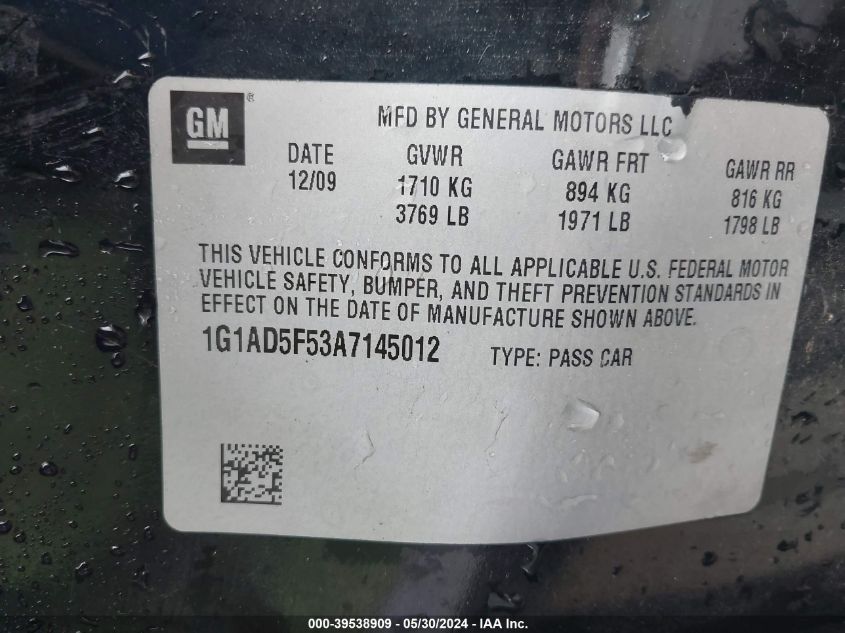 GM®
MFD BY GENERAL MOTORS LLC
DATE GVWR GAWR FRT GAWR RR
12/09 1710 KG 894 KG 816 KG
3769 LB 1971 LB 1798 LB
THIS VEHICLE CONFORMS TO ALL APPLICABLE U.S. FEDERAL MOTOR
VEHICLE SAFETY, BUMPER, AND THEFT PREVENTION STANDARDS IN
EFFECT ON THE DATE OF MANUFACTURE SHOWN ABOVE.
1G1AD5F53A7145012 TYPE: PASS CAR
000-39538909 - 05/30/2024 - IAA Inc.